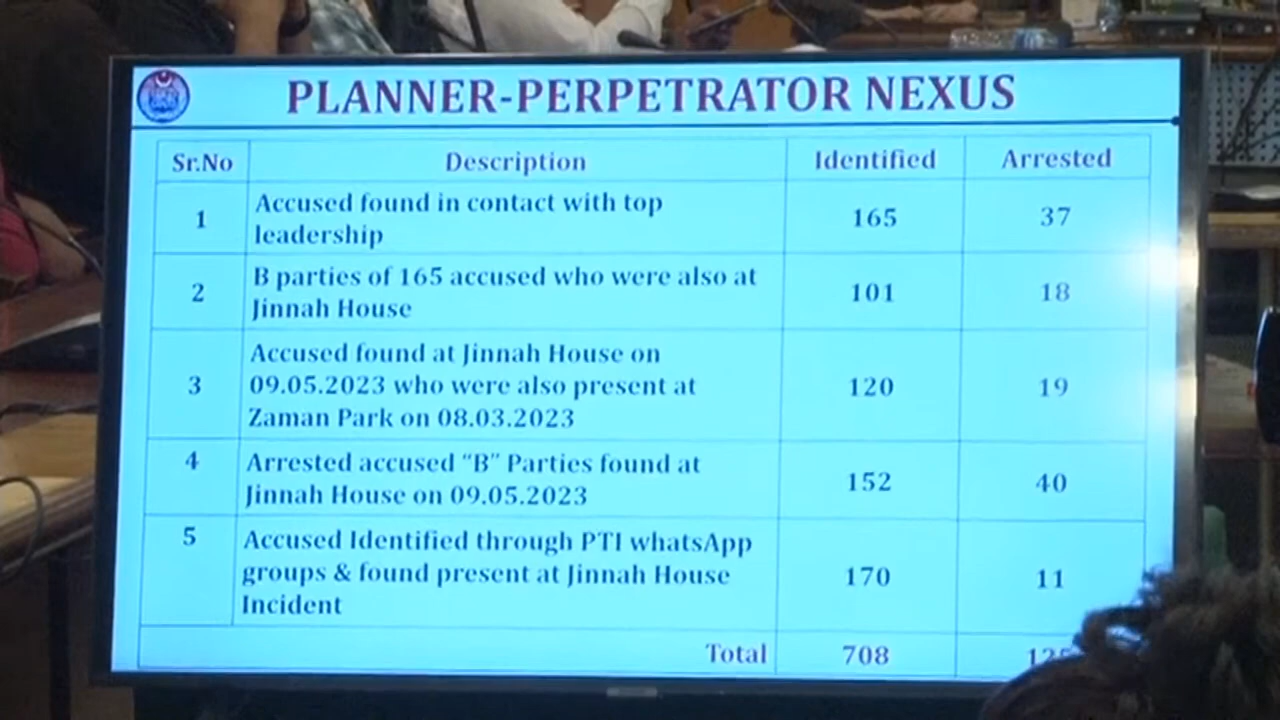 PLANNER-PERPETRATOR NEXUS
Sr.No Description Identified Arrested
1 Accused found in contact with top leadership 165 37
2 B parties of 165 accused who were also at Jinnah House 101 18
3 Accused found at Jinnah House on 09.05.2023 who were also present at Zaman Park on 08.03.2023 120 19
4 Arrested accused “B” Parties found at Jinnah House on 09.05.2023 152 40
5 Accused Identified through PTI whatsApp groups & found present at Jinnah House Incident 170 11
Total 708